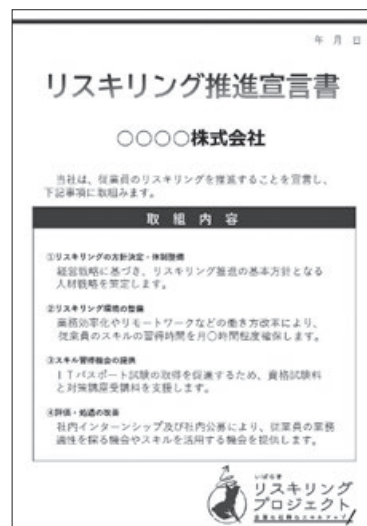 年 月 日
リスキリング推進宣言書
○○○○株式会社
当社は、従業員のリスキリングを推進することを宣言し、
下記事項に取組みます。
取 組 内 容
①リスキリングの方針決定・体制整備
経営戦略に基づき、リスキリング推進の基本方針となる
人材戦略を策定します。
②リスキリング環境の整備
業務効率化やリモートワークなどの働き方改革により、
従業員のスキルの習得時間を月○時間程度確保します。
③スキル習得機会の提供
ITパスポート試験の取得を促進するため、資格試験料
と対策講座受講料を支援します。
④評価・処遇の改善
社内インターンシップ及び社内公募により、従業員の業務
適性を探る機会やスキルを活用する機会を提供します。
いばらき
リスキリング
プロジェクト